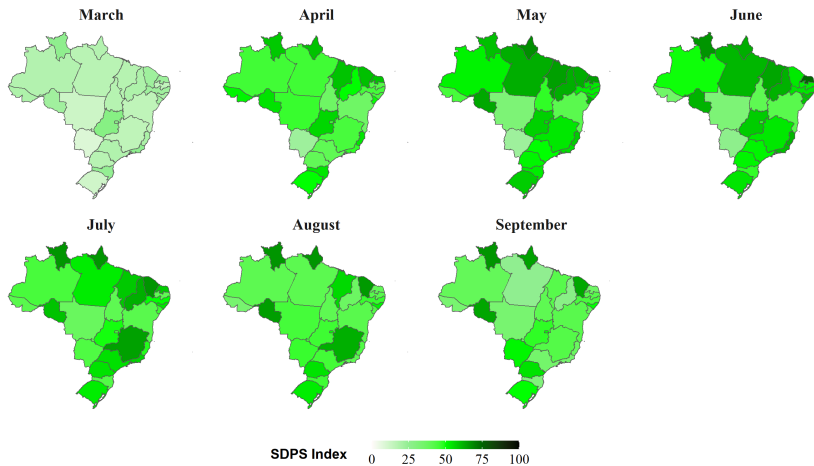 March
April
May
June
July
August
September
SDPS Index
0 25 50 75 100